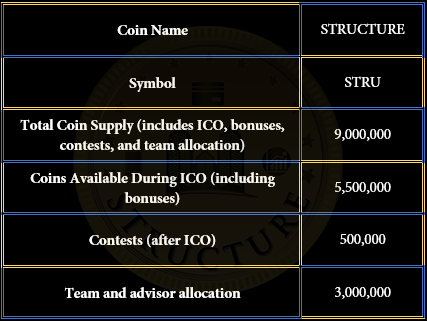 Coin Name
STRUCTURE
Symbol
STRU
Total Coin Supply (includes ICO, bonuses,
contests, and team allocation)
9,000,000
Coins Available During ICO (including
bonuses)
5,500,000
Contests (after ICO)
500,000
Team and advisor allocation
3,000,000
STRUCTURE